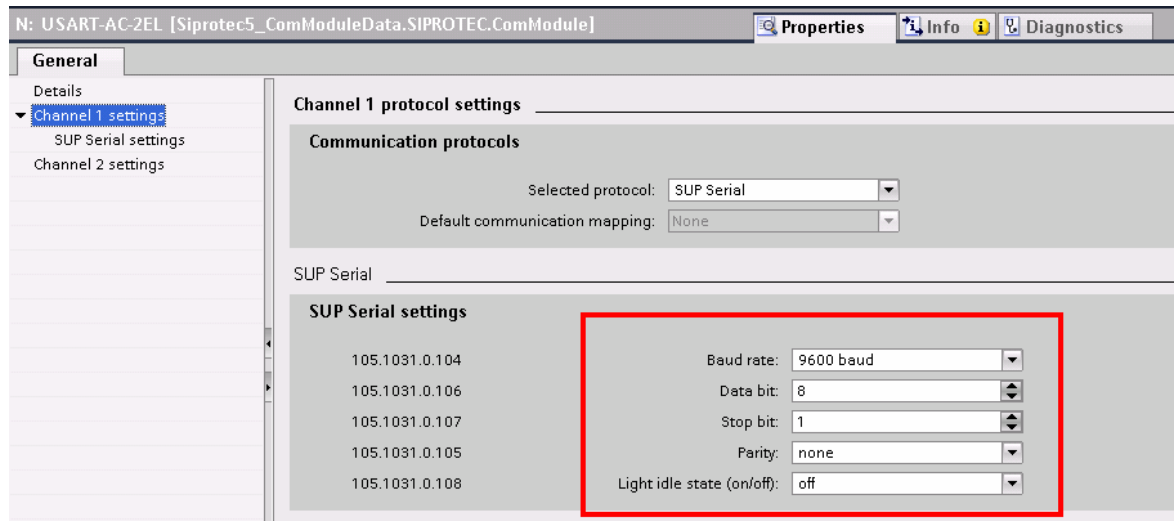 N: USART-AC-2EL [Siprotec5_ComModuleData.SIPROTEC.ComModule]
Properties
Info
Diagnostics
General
Details
Channel 1 settings
SUP Serial settings
Channel 2 settings
Channel 1 protocol settings
Communication protocols
Selected protocol: SUP Serial
Default communication mapping: None
SUP Serial
SUP Serial settings
105.1031.0.104 Baud rate: 9600 baud
105.1031.0.106 Data bit: 8
105.1031.0.107 Stop bit: 1
105.1031.0.105 Parity: none
105.1031.0.108 Light idle state (on/off): off